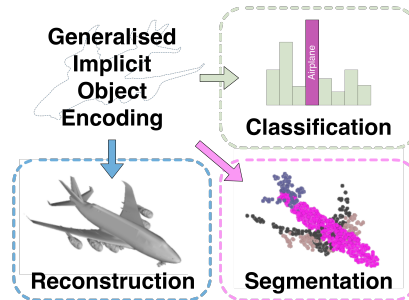 Generalised
Implicit
Object
Encoding
Airplane
Classification
Reconstruction
Segmentation